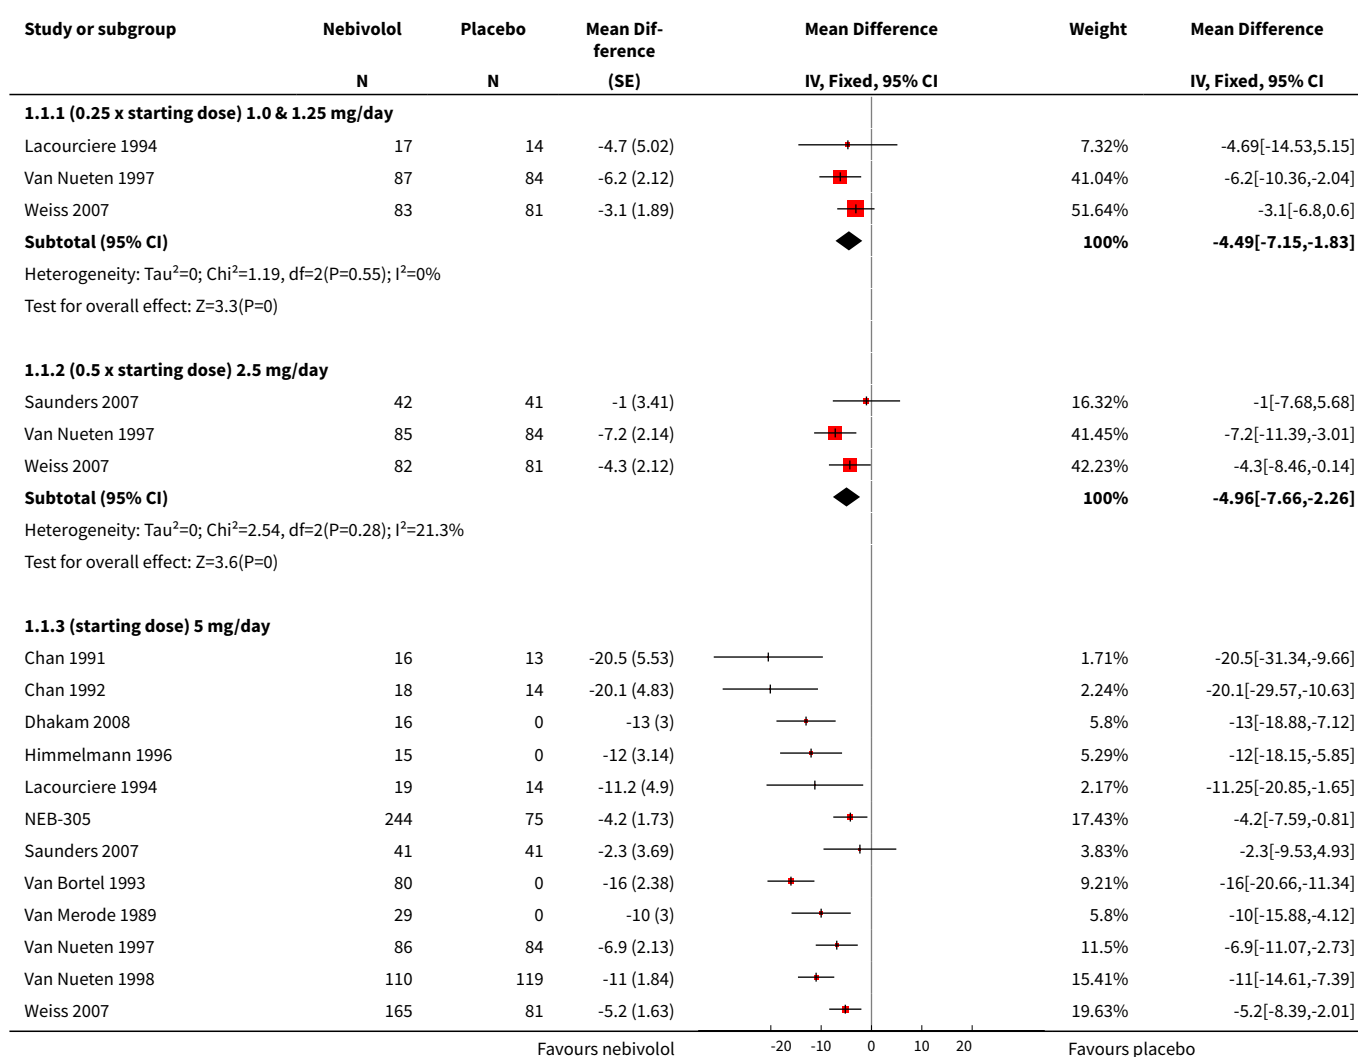 Study or subgroup Nebivolol Placebo Mean Dif- Mean Difference Weight Mean Difference
ference
N N (SE) IV, Fixed, 95% CI IV, Fixed, 95% CI
1.1.1 (0.25 x starting dose) 1.0 & 1.25 mg/day
Lacourciere 1994 17 14 -4.7 (5.02) 7.32% -4.69[-14.53,5.15]
Van Nueten 1997 87 84 -6.2 (2.12) 41.04% -6.2[-10.36,-2.04]
Weiss 2007 83 81 -3.1 (1.89) 51.64% -3.1[-6.8,0.6]
Subtotal (95% CI) 100% -4.49[-7.15,-1.83]
Heterogeneity: Tau²=0; Chi²=1.19, df=2(P=0.55); I²=0%
Test for overall effect: Z=3.3(P=0)
1.1.2 (0.5 x starting dose) 2.5 mg/day
Saunders 2007 42 41 -1 (3.41) 16.32% -1[-7.68,5.68]
Van Nueten 1997 85 84 -7.2 (2.14) 41.45% -7.2[-11.39,-3.01]
Weiss 2007 82 81 -4.3 (2.12) 42.23% -4.3[-8.46,-0.14]
Subtotal (95% CI) 100% -4.96[-7.66,-2.26]
Heterogeneity: Tau²=0; Chi²=2.54, df=2(P=0.28); I²=21.3%
Test for overall effect: Z=3.6(P=0)
1.1.3 (starting dose) 5 mg/day
Chan 1991 16 13 -20.5 (5.53) 1.71% -20.5[-31.34,-9.66]
Chan 1992 18 14 -20.1 (4.83) 2.24% -20.1[-29.57,-10.63]
Dhakam 2008 16 0 -13 (3) 5.8% -13[-18.88,-7.12]
Himmelmann 1996 15 0 -12 (3.14) 5.29% -12[-18.15,-5.85]
Lacourciere 1994 19 14 -11.2 (4.9) 2.17% -11.25[-20.85,-1.65]
NEB-305 244 75 -4.2 (1.73) 17.43% -4.2[-7.59,-0.81]
Saunders 2007 41 41 -2.3 (3.69) 3.83% -2.3[-9.53,4.93]
Van Bortel 1993 80 0 -16 (2.38) 9.21% -16[-20.66,-11.34]
Van Merode 1989 29 0 -10 (3) 5.8% -10[-15.88,-4.12]
Van Nueten 1997 86 84 -6.9 (2.13) 11.5% -6.9[-11.07,-2.73]
Van Nueten 1998 110 119 -11 (1.84) 15.41% -11[-14.61,-7.39]
Weiss 2007 165 81 -5.2 (1.63) 19.63% -5.2[-8.39,-2.01]
Favours nebivolol -20 -10 0 10 20 Favours placebo